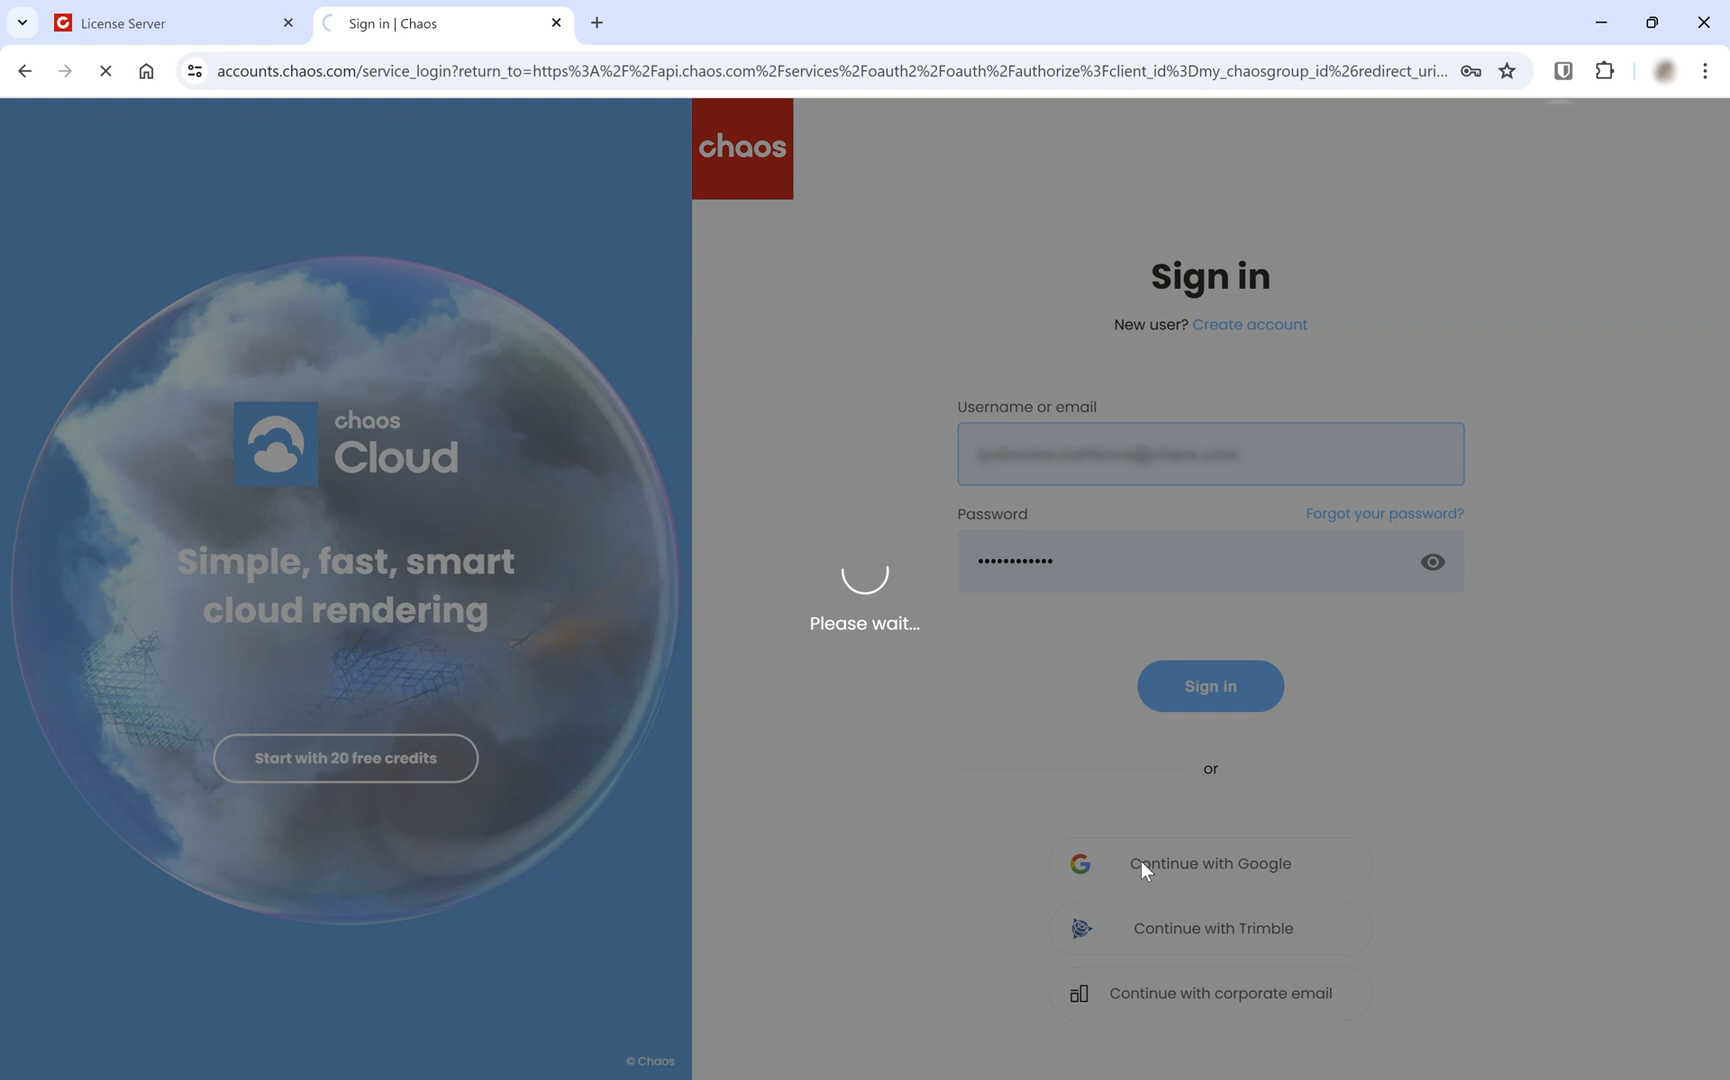 License Server
Sign in | Chaos
accounts.chaos.com/service_login?return_to=https%3A%2F%2Fapi.chaos.com%2Fservices%2Foauth2%2Foauth%2Fauthorize%3Fclient_id%3Dmy_chaosgroup_id%26redirect_uri...
chaos
Sign in
New user? Create account
Username or email
Password
Forgot your password?
••••••••••••
Sign in
or
Continue with Google
Continue with Trimble
Continue with corporate email
Please wait...
chaos
Cloud
Simple, fast, smart
cloud rendering
Start with 20 free credits
© Chaos